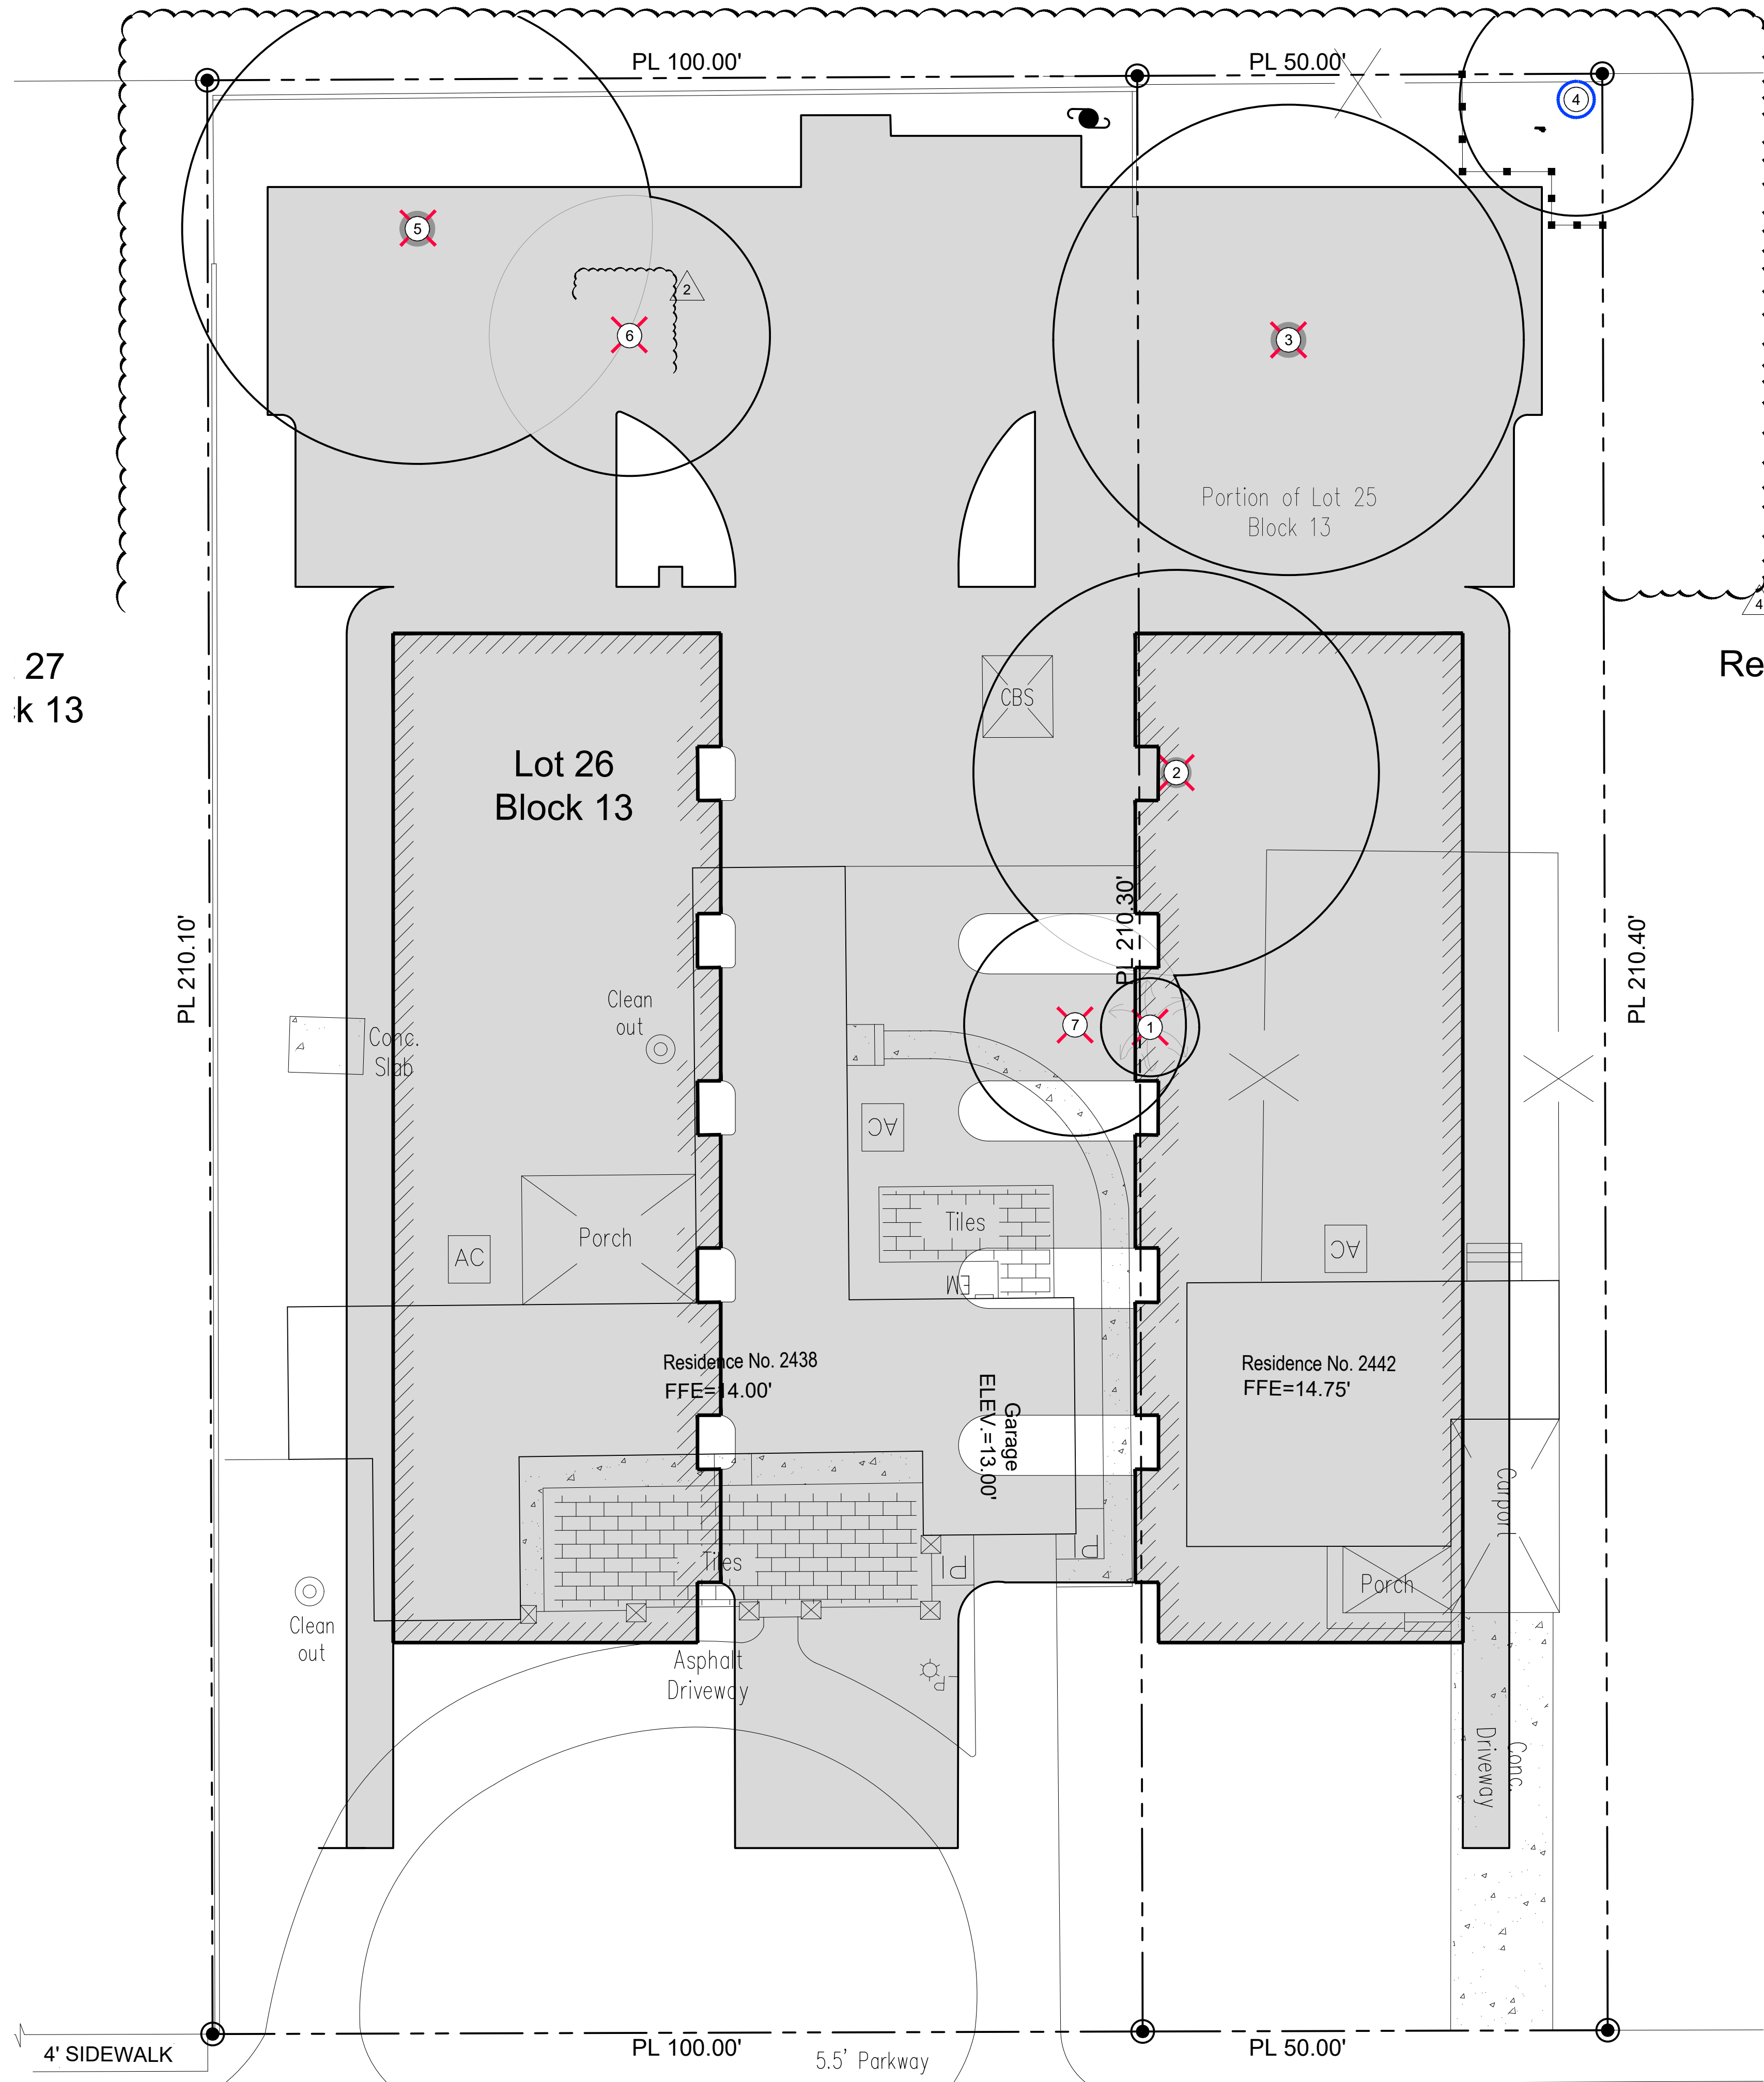 PL 100.00'
PL 50.00'
4
5
2
6
3
Portion of Lot 25
Block 13
4
27
k 13
Re
CBS
Lot 26
Block 13
2
PL 210.10'
PL 210.30'
PL 210.40'
Clean
out
7
1
Conc.
Slab
AC
Tiles
Porch
AC
AC
EM
Residence No. 2438
FFE=14.00'
Residence No. 2442
FFE=14.75'
Garage
ELEV.=13.00'
Carport
Tiles
Pl
P
Porch
Clean
out
Asphalt
Driveway
P
Conc.
Driveway
4' SIDEWALK
PL 100.00'
PL 50.00'
5.5' Parkway